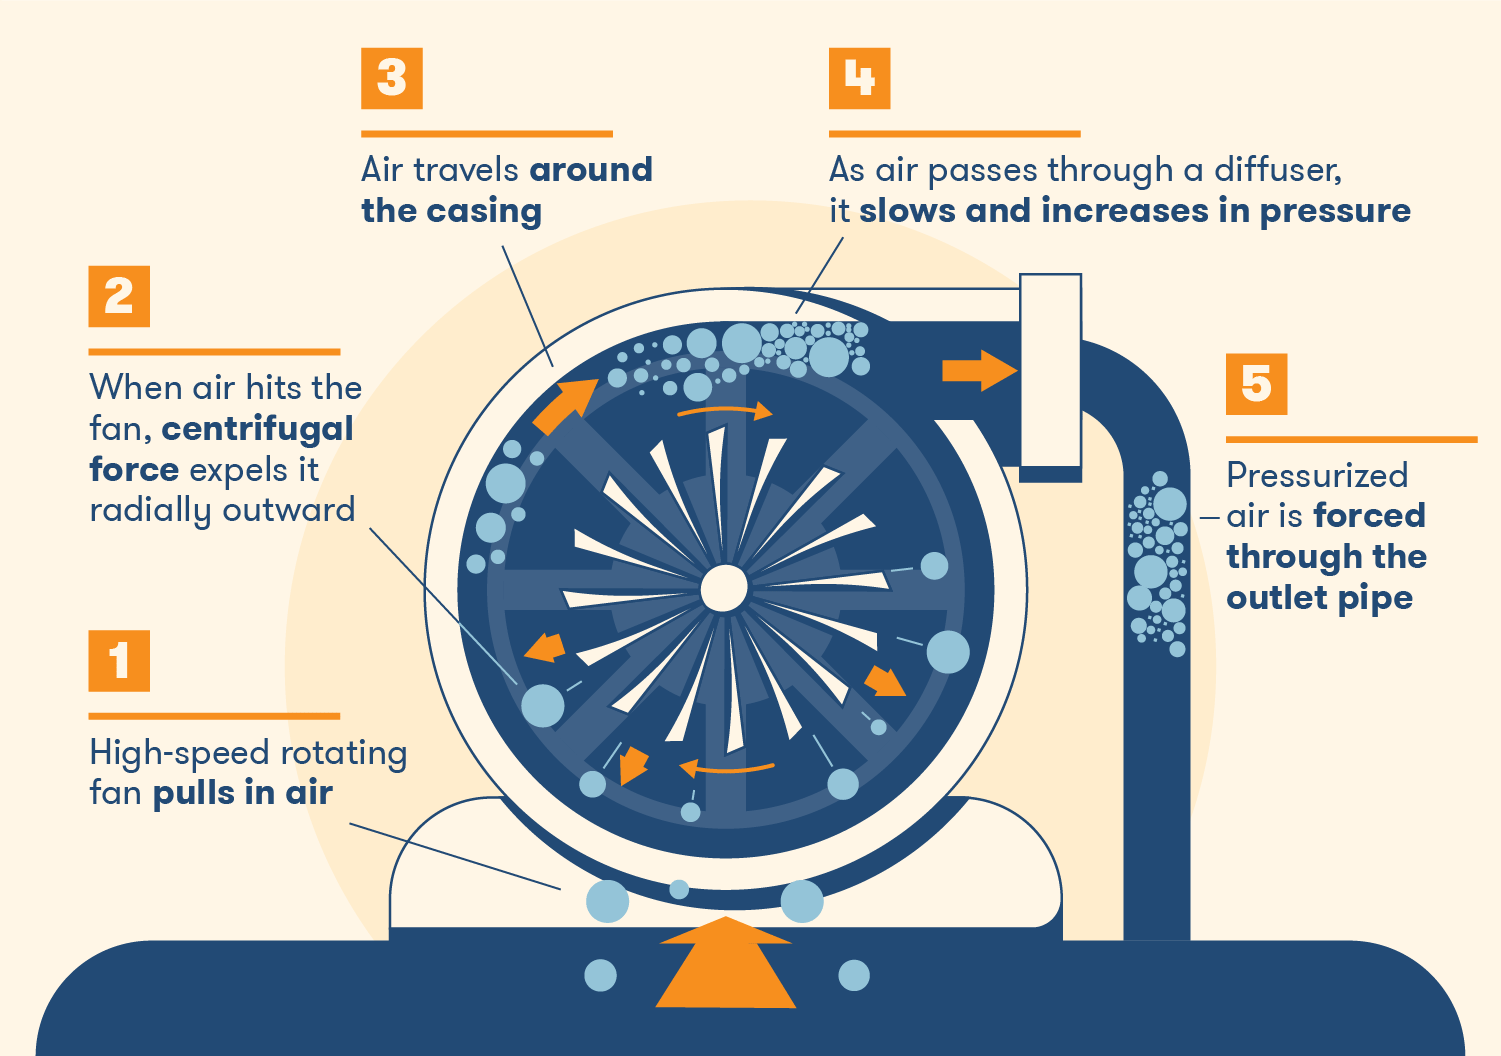 1
High-speed rotating
fan pulls in air
2
When air hits the
fan, centrifugal
force expels it
radially outward
3
Air travels around
the casing
4
As air passes through a diffuser,
it slows and increases in pressure
5
Pressurized
air is forced
through the
outlet pipe